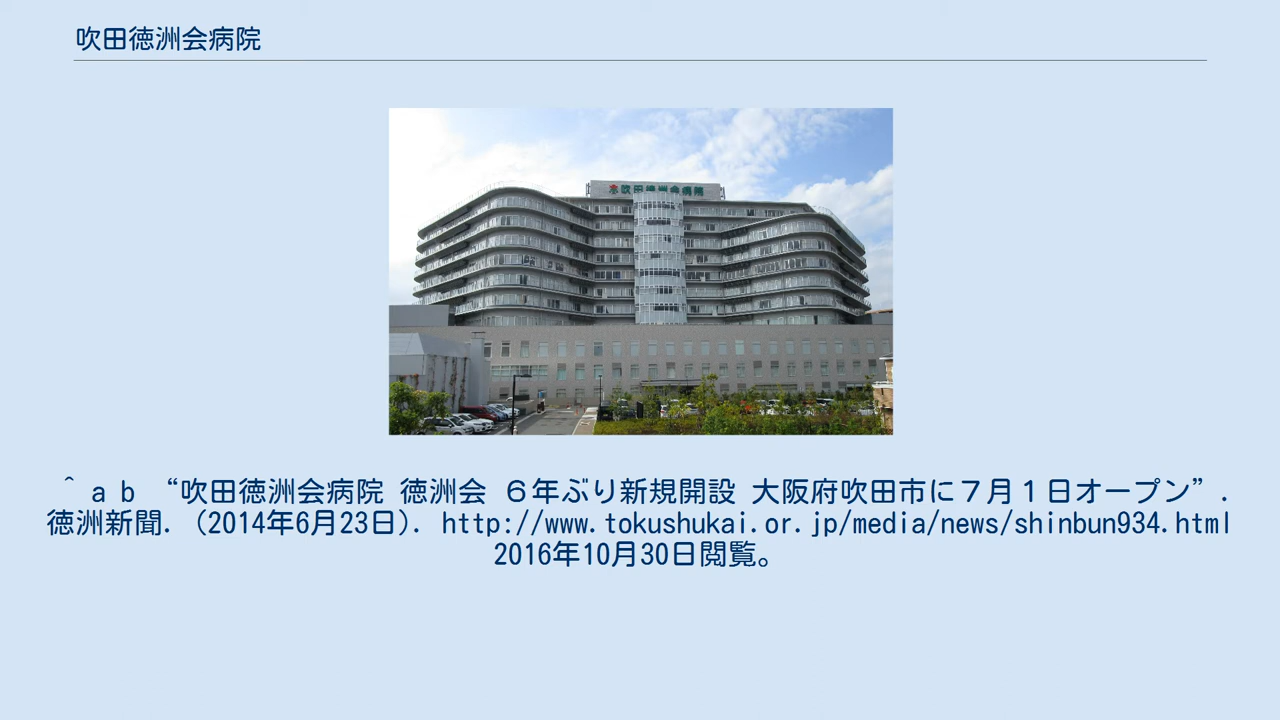 吹田徳洲会病院
吹田徳洲会病院
^ a b “吹田徳洲会病院 徳洲会 ６年ぶり新規開設 大阪府吹田市に７月１日オープン”.
徳洲新聞. (2014年6月23日). http://www.tokushukai.or.jp/media/news/shinbun934.html
2016年10月30日閲覧。